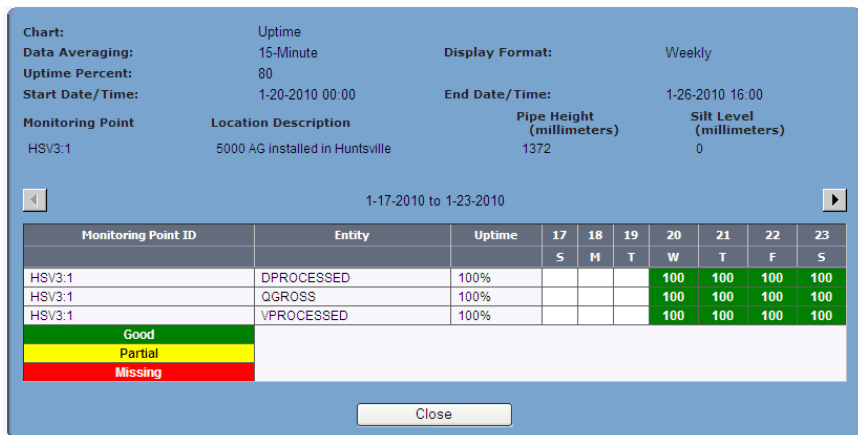 Chart: Uptime
Data Averaging: 15-Minute Display Format: Weekly
Uptime Percent: 80
Start Date/Time: 1-20-2010 00:00 End Date/Time: 1-26-2010 16:00
Monitoring Point Location Description Pipe Height (millimeters) Silt Level (millimeters)
HSV3:1 5000 AG installed in Huntsville 1372 0
1-17-2010 to 1-23-2010
Monitoring Point ID Entity Uptime 17 18 19 20 21 22 23
S M T W T F S
HSV3:1 DPROCESSED 100% 100 100 100 100
HSV3:1 QGROSS 100% 100 100 100 100
HSV3:1 VPROCESSED 100% 100 100 100 100
Good
Partial
Missing
Close